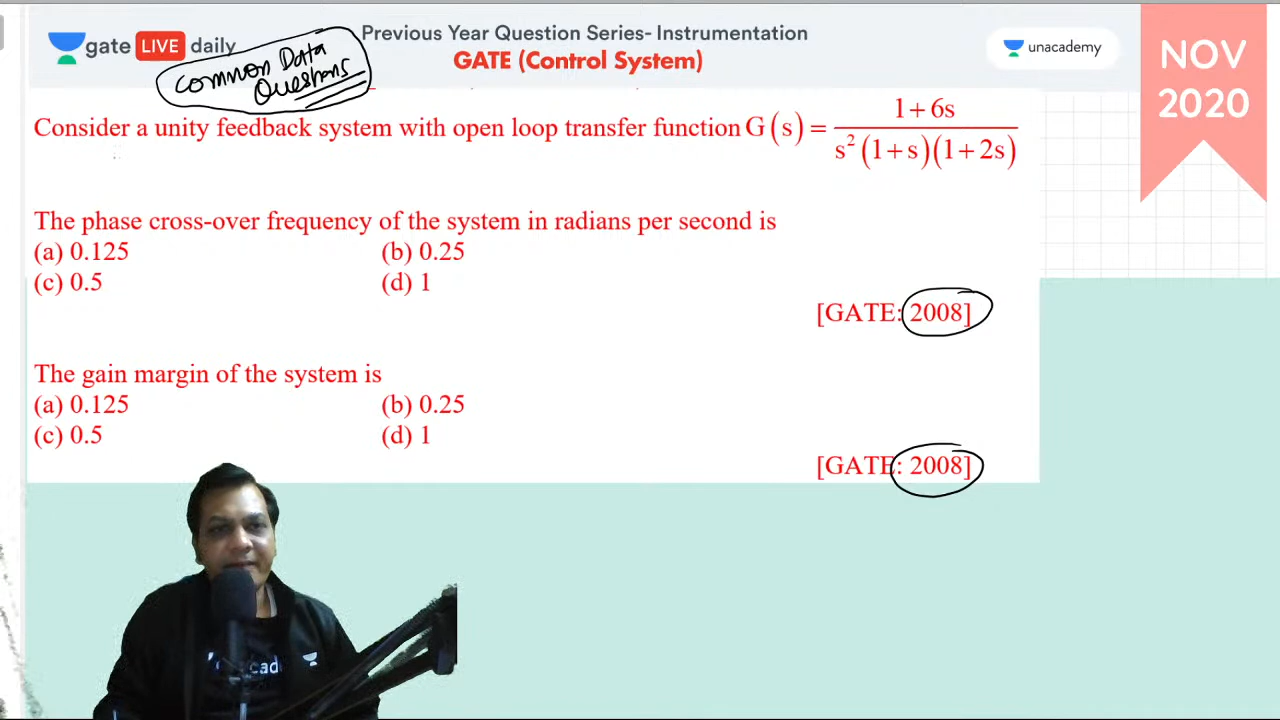 gate LIVE daily
Previous Year Question Series- Instrumentation
GATE (Control System)
unacademy
NOV
2020
Common Data
Questions
Consider a unity feedback system with open loop transfer function G(s) = (1+6s) / (s²(1+s)(1+2s))
The phase cross-over frequency of the system in radians per second is
(a) 0.125 (b) 0.25
(c) 0.5 (d) 1
[GATE: 2008]
The gain margin of the system is
(a) 0.125 (b) 0.25
(c) 0.5 (d) 1
[GATE: 2008]